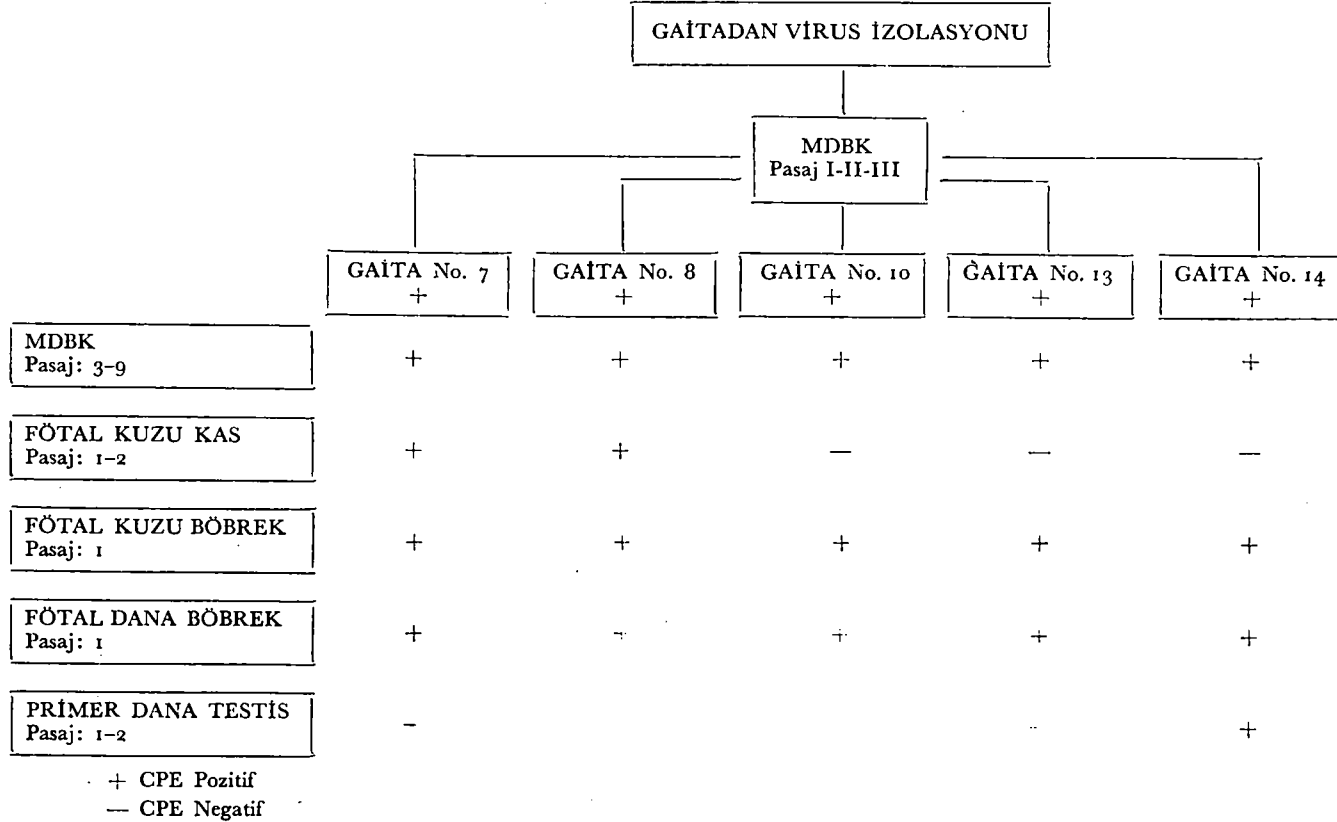 GAİTADAN VİRUS İZOLASYONU
MDBK
Pasaj I-II-III
GAİTA No. 7
+
GAİTA No. 8
+
GAİTA No. 10
+
GAİTA No. 13
+
GAİTA No. 14
+
MDBK
Pasaj: 3-9
+ + + + +
FÖTAL KUZU KAS
Pasaj: 1-2
+ + — — —
FÖTAL KUZU BÖBREK
Pasaj: 1
+ + + + +
FÖTAL DANA BÖBREK
Pasaj: 1
+ + + +
PRİMER DANA TESTİS
Pasaj: 1-2
- +
+ CPE Pozitif
— CPE Negatif